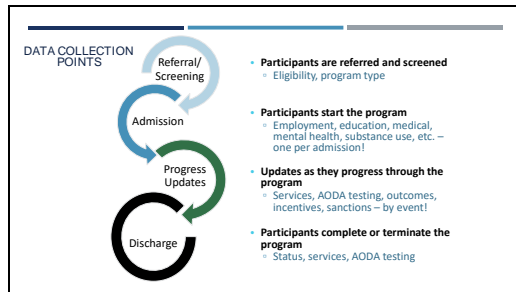 DATA COLLECTION
POINTS
Referral/
Screening
Admission
Progress
Updates
Discharge
• Participants are referred and screened
▫ Eligibility, program type
• Participants start the program
▫ Employment, education, medical,
mental health, substance use, etc. –
one per admission!
• Updates as they progress through the
program
▫ Services, AODA testing, outcomes,
incentives, sanctions – by event!
• Participants complete or terminate the
program
▫ Status, services, AODA testing